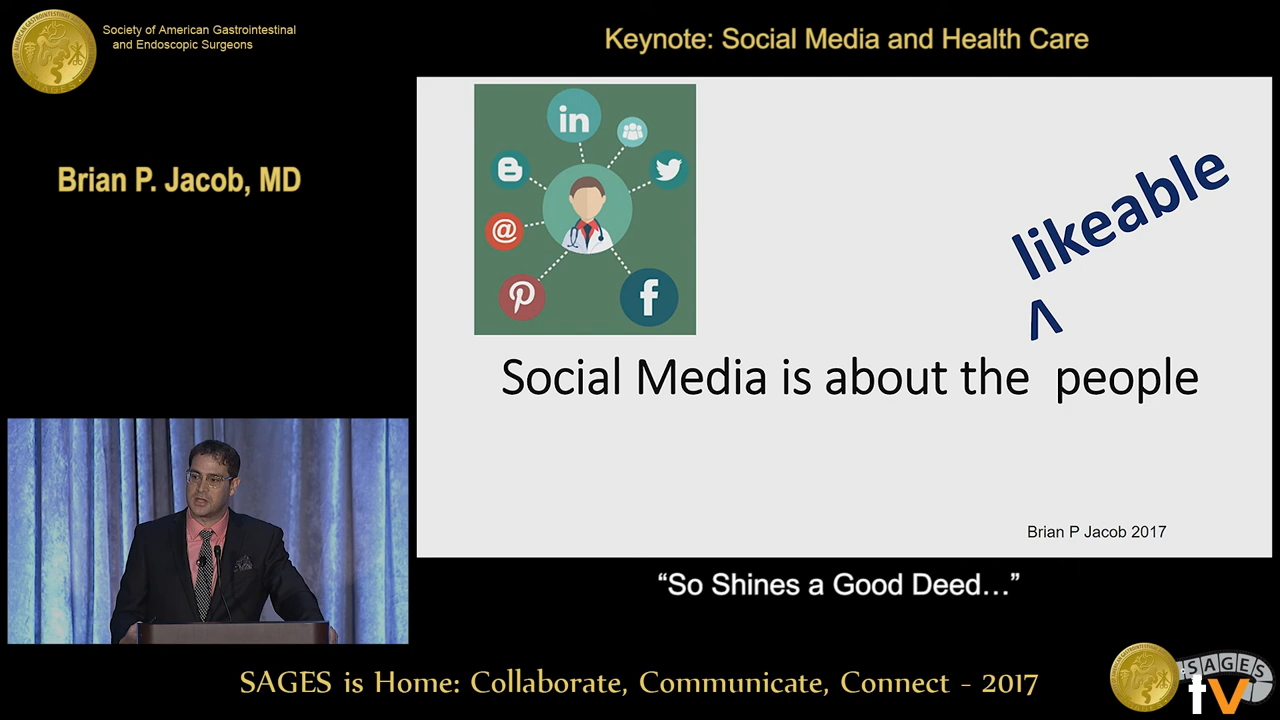 Society of American Gastrointestinal
and Endoscopic Surgeons
Keynote: Social Media and Health Care
Brian P. Jacob, MD
in
@
f
likeable
Social Media is about the people
Brian P Jacob 2017
“So Shines a Good Deed…”
SAGES is Home: Collaborate, Communicate, Connect - 2017
SAGES
tv